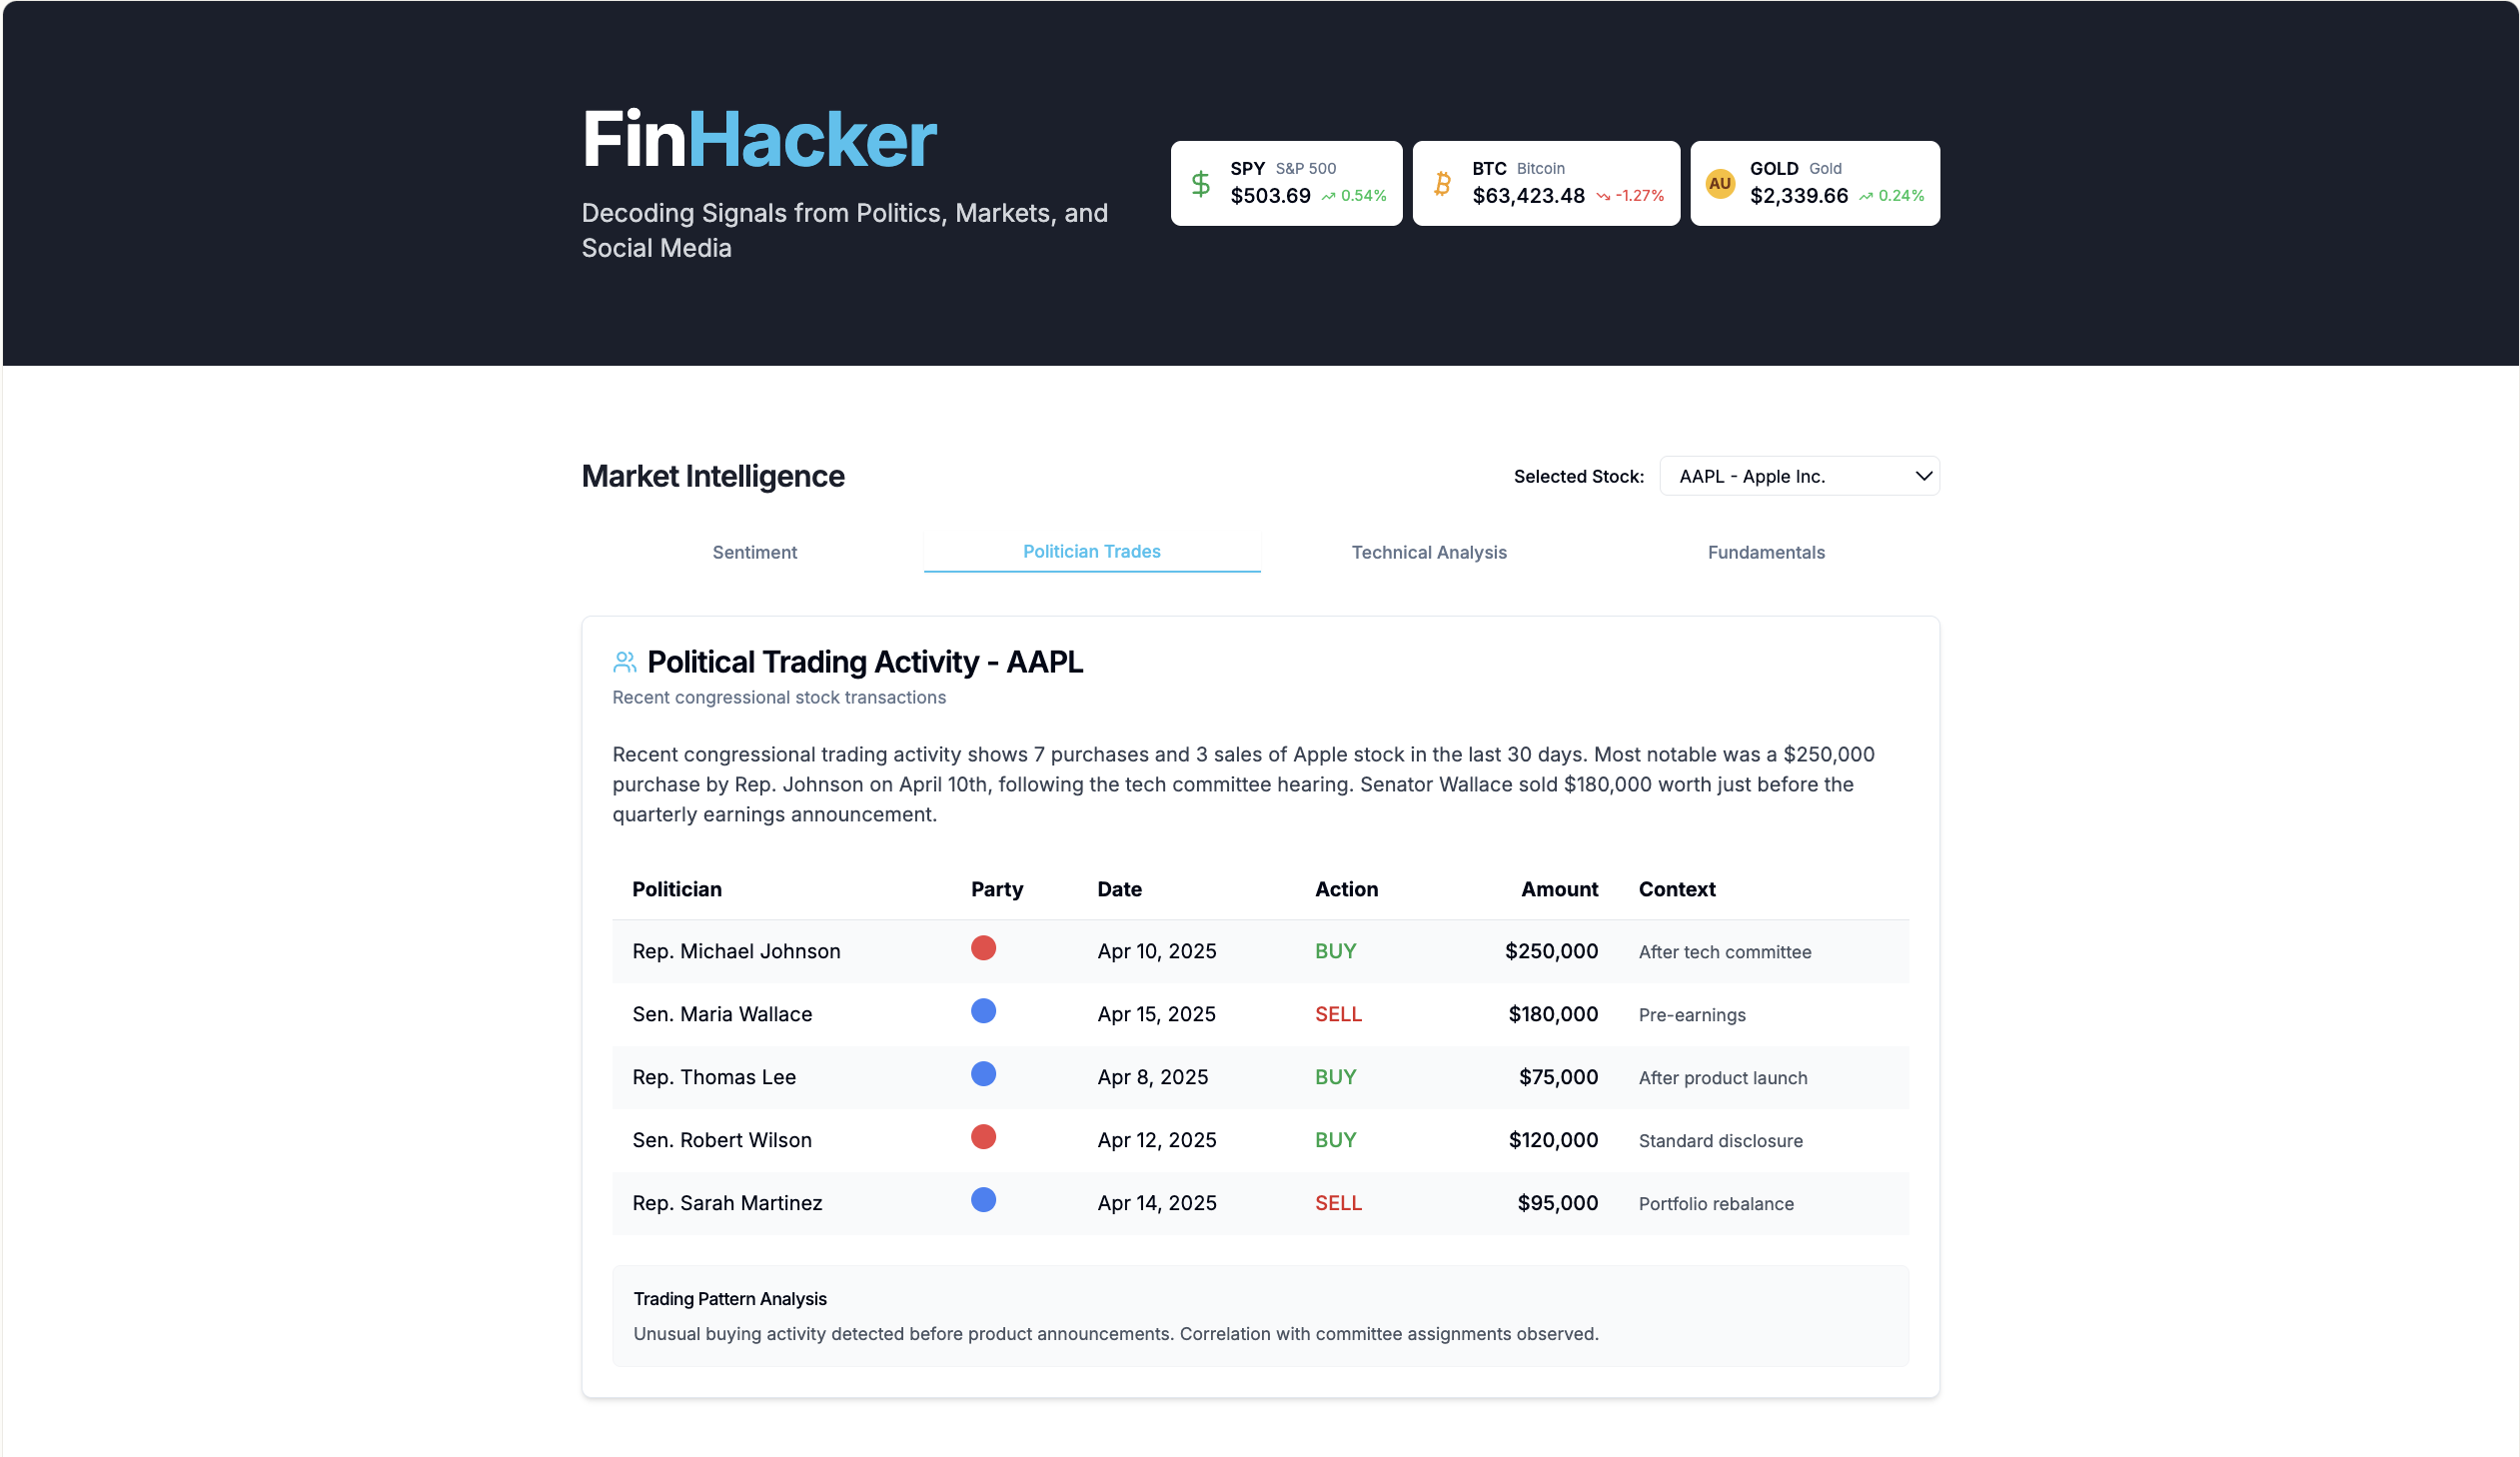 FinHacker
Decoding Signals from Politics, Markets, and
Social Media
SPY S&P 500
$503.69 0.54%
BTC Bitcoin
$63,423.48 -1.27%
AU
GOLD Gold
$2,339.66 0.24%
Market Intelligence
Selected Stock: AAPL - Apple Inc.
Sentiment Politician Trades Technical Analysis Fundamentals
Political Trading Activity - AAPL
Recent congressional stock transactions
Recent congressional trading activity shows 7 purchases and 3 sales of Apple stock in the last 30 days. Most notable was a $250,000
purchase by Rep. Johnson on April 10th, following the tech committee hearing. Senator Wallace sold $180,000 worth just before the
quarterly earnings announcement.
Politician Party Date Action Amount Context
Rep. Michael Johnson Apr 10, 2025 BUY $250,000 After tech committee
Sen. Maria Wallace Apr 15, 2025 SELL $180,000 Pre-earnings
Rep. Thomas Lee Apr 8, 2025 BUY $75,000 After product launch
Sen. Robert Wilson Apr 12, 2025 BUY $120,000 Standard disclosure
Rep. Sarah Martinez Apr 14, 2025 SELL $95,000 Portfolio rebalance
Trading Pattern Analysis
Unusual buying activity detected before product announcements. Correlation with committee assignments observed.